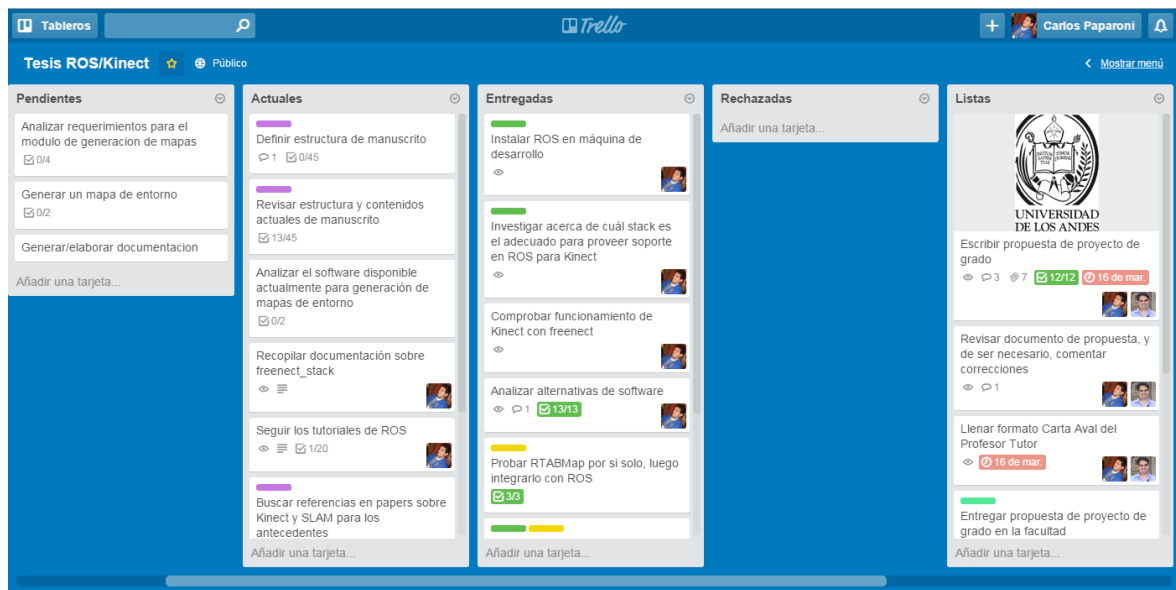 Tableros
Trello
Carlos Paparoni
Tesis ROS/Kinect
Público
Mostrar menú
Pendientes
Analizar requerimientos para el
modulo de generacion de mapas
0/4
Generar un mapa de entorno
0/2
Generar/elaborar documentacion
Añadir una tarjeta...
Actuales
Definir estructura de manuscrito
1 0/45
Revisar estructura y contenidos
actuales de manuscrito
13/45
Analizar el software disponible
actualmente para generación de
mapas de entorno
0/2
Recopilar documentación sobre
freenect_stack
Seguir los tutoriales de ROS
1/20
Buscar referencias en papers sobre
Kinect y SLAM para los
antecedentes
Añadir una tarjeta...
Entregadas
Instalar ROS en máquina de
desarrollo
Investigar acerca de cuál stack es
el adecuado para proveer soporte
en ROS para Kinect
Comprobar funcionamiento de
Kinect con freenect
Analizar alternativas de software
1 13/13
Probar RTABMap por si solo, luego
integrarlo con ROS
3/3
Añadir una tarjeta...
Rechazadas
Añadir una tarjeta...
Listas
UNIVERSIDAD
DE LOS ANDES
Escribir propuesta de proyecto de
grado
3 7 12/12 16 de mar.
Revisar documento de propuesta, y
de ser necesario, comentar
correcciones
1
Llenar formato Carta Aval del
Profesor Tutor
16 de mar.
Entregar propuesta de proyecto de
grado en la facultad
Añadir una tarjeta...